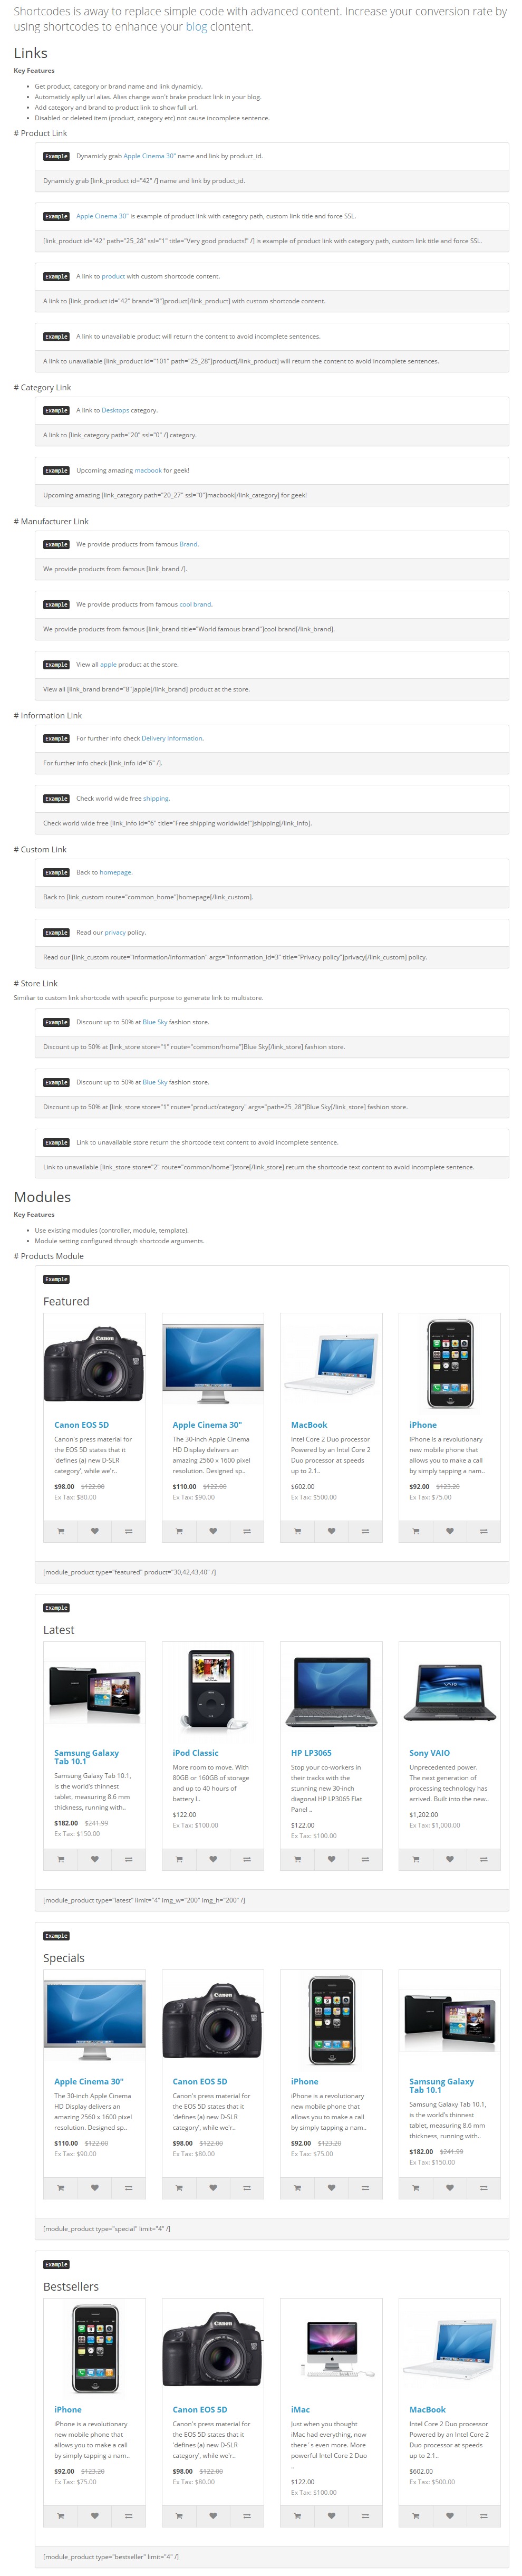 Shortcodes is away to replace simple code with advanced content. Increase your conversion rate by
using shortcodes to enhance your blog clontent.
Links
Key Features
Get product, category or brand name and link dynamicly.
Automaticly aplly url alias. Alias change won't brake product link in your blog.
Add category and brand to product link to show full url.
Disabled or deleted item (product, category etc) not cause incomplete sentence.
# Product Link
Example Dynamicly grab Apple Cinema 30" name and link by product_id.
Dynamicly grab [link_product id="42" /] name and link by product_id.
Example Apple Cinema 30" is example of product link with category path, custom link title and force SSL.
[link_product id="42" path="25_28" ssl="1" title="Very good products!" /] is example of product link with category path, custom link title and force SSL.
Example A link to product with custom shortcode content.
A link to [link_product id="42" brand="8"]product[/link_product] with custom shortcode content.
Example A link to unavailable product will return the content to avoid incomplete sentences.
A link to unavailable [link_product id="101" path="25_28"]product[/link_product] will return the content to avoid incomplete sentences.
# Category Link
Example A link to Desktops category.
A link to [link_category path="20" ssl="0" /] category.
Example Upcoming amazing macbook for geek!
Upcoming amazing [link_category path="20_27" ssl="0"]macbook[/link_category] for geek!
# Manufacturer Link
Example We provide products from famous Brand.
We provide products from famous [link_brand /].
Example We provide products from famous cool brand.
We provide products from famous [link_brand title="World famous brand"]cool brand[/link_brand].
Example View all apple product at the store.
View all [link_brand brand="8"]apple[/link_brand] product at the store.
# Information Link
Example For further info check Delivery Information.
For further info check [link_info id="6" /].
Example Check world wide free shipping.
Check world wide free [link_info id="6" title="Free shipping worldwide!"]shipping[/link_info].
# Custom Link
Example Back to homepage.
Back to [link_custom route="common_home"]homepage[/link_custom].
Example Read our privacy policy.
Read our [link_custom route="information/information" args="information_id=3" title="Privacy policy"]privacy[/link_custom] policy.
# Store Link
Similiar to custom link shortcode with specific purpose to generate link to multistore.
Example Discount up to 50% at Blue Sky fashion store.
Discount up to 50% at [link_store store="1" route="common/home"]Blue Sky[/link_store] fashion store.
Example Discount up to 50% at Blue Sky fashion store.
Discount up to 50% at [link_store store="1" route="product/category" args="path=25_28"]Blue Sky[/link_store] fashion store.
Example Link to unavailable store return the shortcode text content to avoid incomplete sentence.
Link to unavailable [link_store store="2" route="common/home"]store[/link_store] return the shortcode text content to avoid incomplete sentence.
Modules
Key Features
Use existing modules (controller, module, template).
Module setting configured through shortcode arguments.
# Products Module
Example
Featured
Canon
Canon EOS 5D
Canon's press material for
the EOS 5D states that it
'defines (a) new D-SLR
category', while we'r..
$98.00 $122.00
Ex Tax: $80.00
Apple Cinema 30"
The 30-inch Apple Cinema
HD Display delivers an
amazing 2560 x 1600 pixel
resolution. Designed sp..
$110.00 $122.00
Ex Tax: $90.00
MacBook
Intel Core 2 Duo processor
Powered by an Intel Core 2
Duo processor at speeds
up to 2.1..
$602.00
Ex Tax: $500.00
iPhone
iPhone is a revolutionary
new mobile phone that
allows you to make a call
by simply tapping a nam..
$92.00 $123.20
Ex Tax: $75.00
[module_product type="featured" product="30,42,43,40" /]
Example
Latest
Samsung Galaxy
Tab 10.1
Samsung Galaxy Tab 10.1,
is the world's thinnest
tablet, measuring 8.6 mm
thickness, running with..
$182.00 $241.99
Ex Tax: $150.00
iPod Classic
More room to move. With
80GB or 160GB of storage
and up to 40 hours of
battery l..
$122.00
Ex Tax: $100.00
HP LP3065
Stop your co-workers in
their tracks with the
stunning new 30-inch
diagonal HP LP3065 Flat
Panel ..
$122.00
Ex Tax: $100.00
VAIO
Sony VAIO
Unprecedented power.
The next generation of
processing technology has
arrived. Built into the new..
$1,202.00
Ex Tax: $1,000.00
[module_product type="latest" limit="4" img_w="200" img_h="200" /]
Example
Specials
Apple Cinema 30"
The 30-inch Apple Cinema
HD Display delivers an
amazing 2560 x 1600 pixel
resolution. Designed sp..
$110.00 $122.00
Ex Tax: $90.00
Canon
Canon EOS 5D
Canon's press material for
the EOS 5D states that it
'defines (a) new D-SLR
category', while we'r..
$98.00 $122.00
Ex Tax: $80.00
iPhone
iPhone is a revolutionary
new mobile phone that
allows you to make a call
by simply tapping a nam..
$92.00 $123.20
Ex Tax: $75.00
Samsung Galaxy
Tab 10.1
Samsung Galaxy Tab 10.1,
is the world's thinnest
tablet, measuring 8.6 mm
thickness, running with..
$182.00 $241.99
Ex Tax: $150.00
[module_product type="special" limit="4" /]
Example
Bestsellers
iPhone
iPhone is a revolutionary
new mobile phone that
allows you to make a call
by simply tapping a nam..
$92.00 $123.20
Ex Tax: $75.00
Canon
Canon EOS 5D
Canon's press material for
the EOS 5D states that it
'defines (a) new D-SLR
category', while we'r..
$98.00 $122.00
Ex Tax: $80.00
iMac
Just when you thought
iMac had everything, now
there´s even more. More
powerful Intel Core 2 Duo
..
$122.00
Ex Tax: $100.00
MacBook
Intel Core 2 Duo processor
Powered by an Intel Core 2
Duo processor at speeds
up to 2.1..
$602.00
Ex Tax: $500.00
[module_product type="bestseller" limit="4" /]